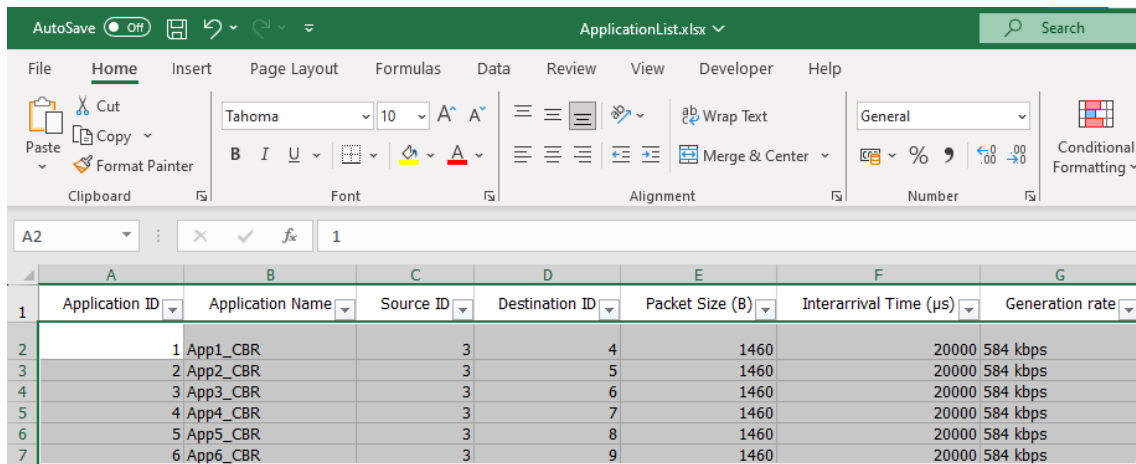 AutoSave Off ApplicationList.xlsx Search
File Home Insert Page Layout Formulas Data Review View Developer Help
Cut
Copy
Paste
Format Painter
Tahoma 10 A A
B I U A
ab Wrap Text
Merge & Center
General
% 9 .00 .00
Conditional
Formatting
Clipboard Font Alignment Number
A2 fx 1
A B C D E F G
1 Application ID Application Name Source ID Destination ID Packet Size (B) Interarrival Time (µs) Generation rate
2 1 App1_CBR 3 4 1460 20000 584 kbps
3 2 App2_CBR 3 5 1460 20000 584 kbps
4 3 App3_CBR 3 6 1460 20000 584 kbps
5 4 App4_CBR 3 7 1460 20000 584 kbps
6 5 App5_CBR 3 8 1460 20000 584 kbps
7 6 App6_CBR 3 9 1460 20000 584 kbps